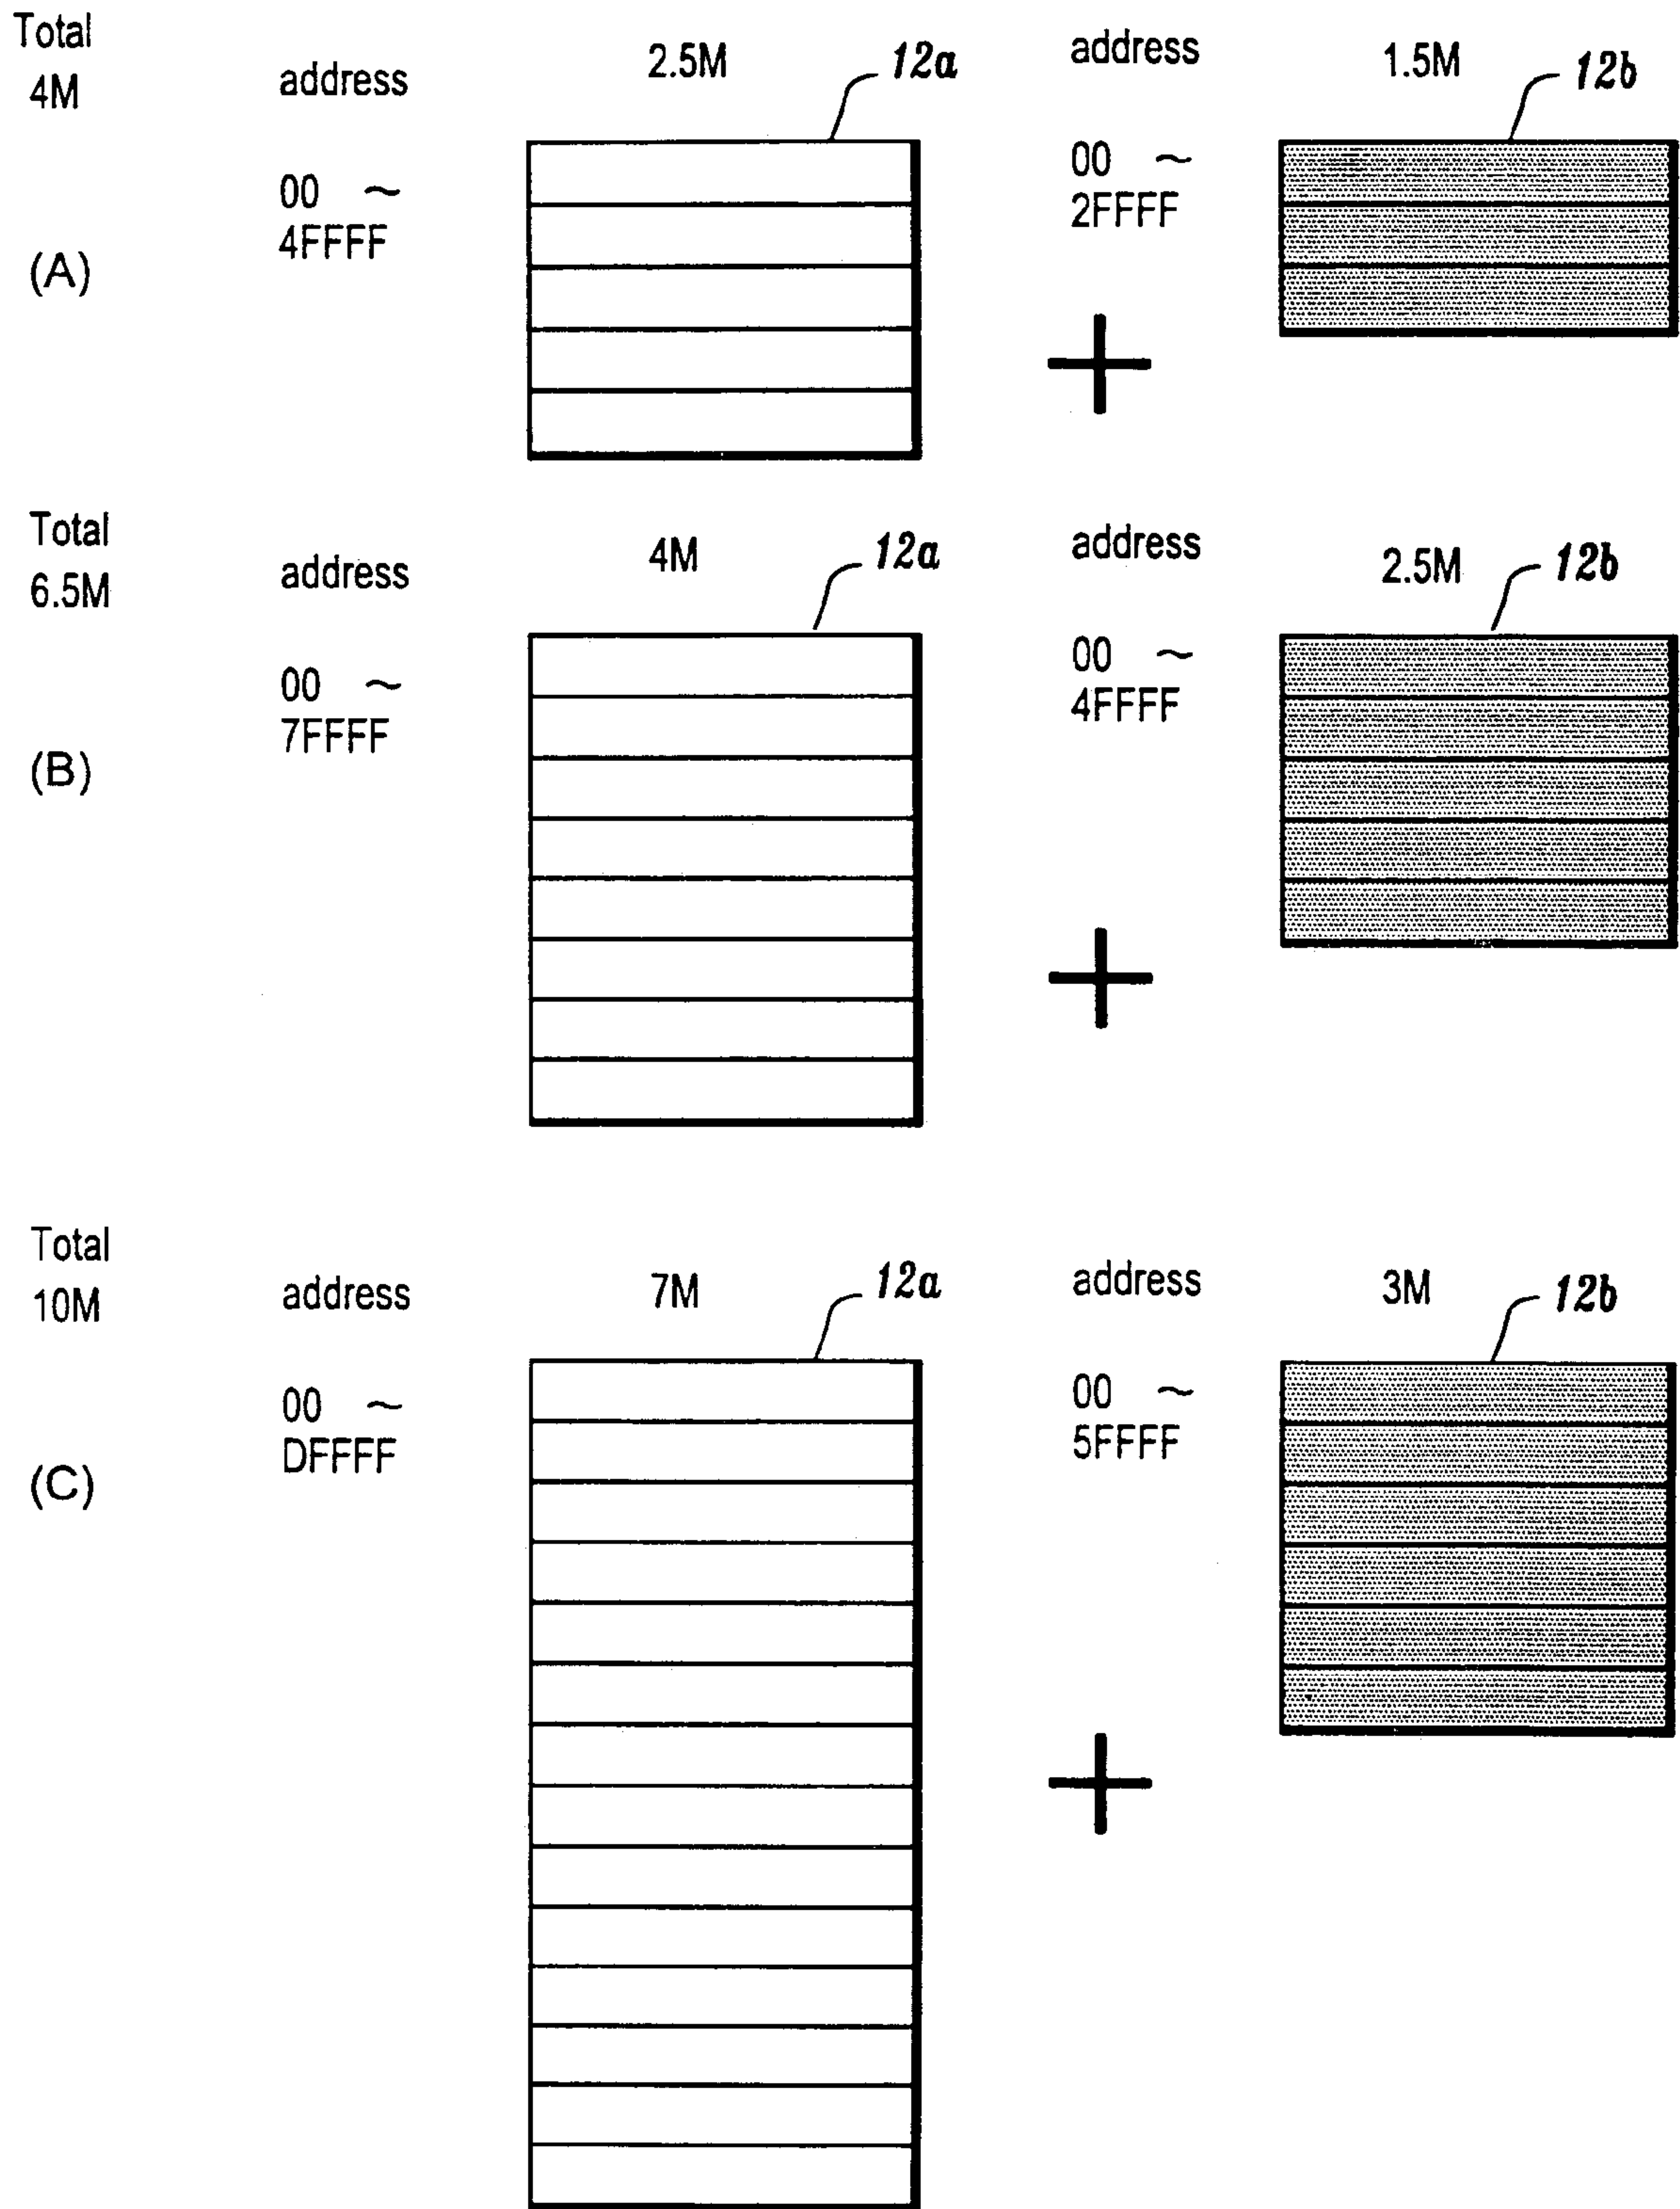 Total
4M
address
2.5M
12a
address
1.5M
12b
00 ~
4FFFF
00 ~
2FFFF
(A)
+
Total
6.5M
address
4M
12a
address
2.5M
12b
00 ~
7FFFF
00 ~
4FFFF
(B)
+
Total
10M
address
7M
12a
address
3M
12b
00 ~
DFFFF
00 ~
5FFFF
(C)
+